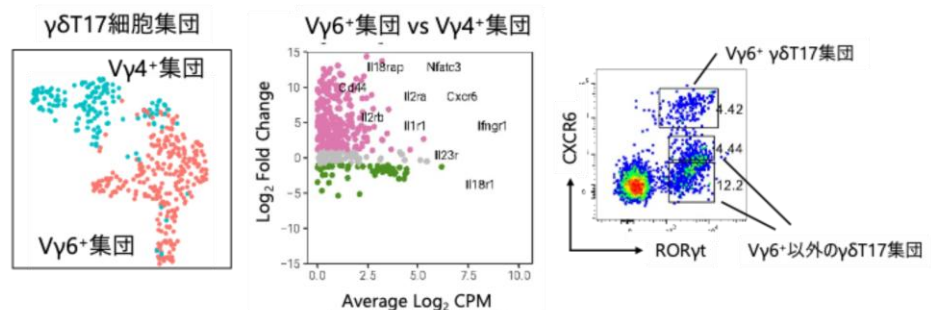 γδT17細胞集団
Vγ4⁺集団
Vγ6⁺集団
Vγ6⁺集団 vs Vγ4⁺集団
Log₂ Fold Change
15
10
5
0
−5
−10
−15
Il18rap
Nfatc3
Cd44
Il2ra
Cxcr6
Il2rb
Il1r1
Ifngr1
Il23r
Il18r1
0.0
2.5
5.0
7.5
10.0
Average Log₂ CPM
Vγ6⁺ γδT17集団
4.42
4.44
12.2
CXCR6
RORγt
Vγ6⁺以外のγδT17集団